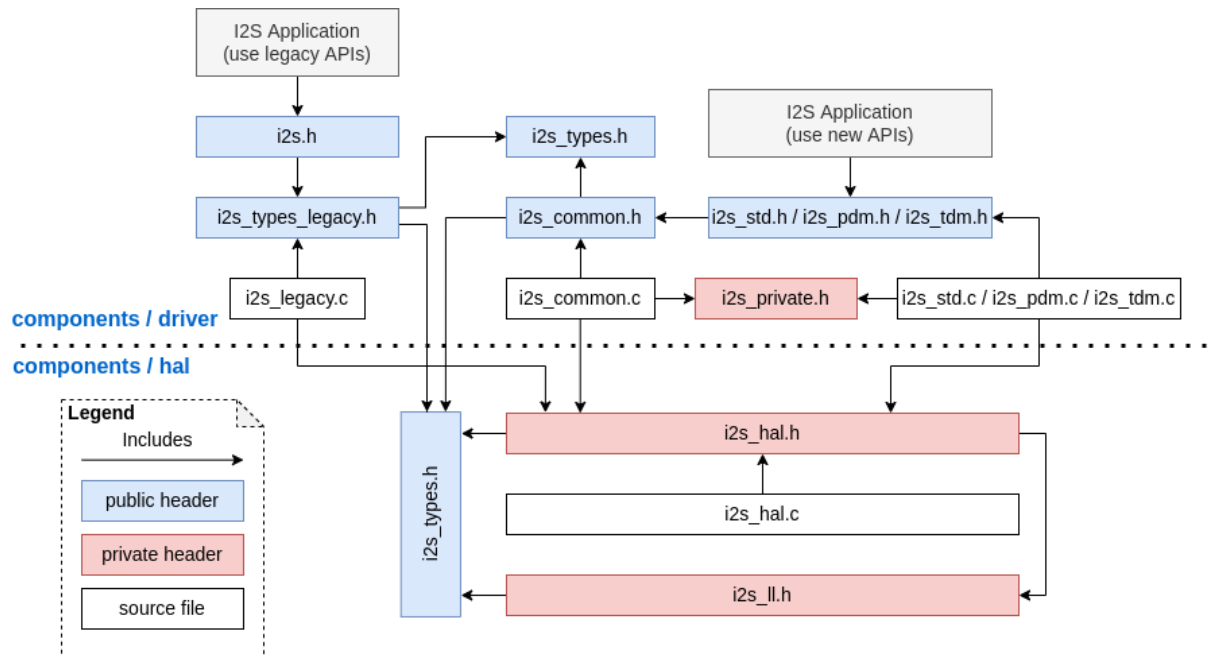 I2S Application
(use legacy APIs)
I2S Application
(use new APIs)
i2s.h
i2s_types.h
i2s_types_legacy.h
i2s_common.h
i2s_std.h / i2s_pdm.h / i2s_tdm.h
i2s_legacy.c
i2s_common.c
i2s_private.h
i2s_std.c / i2s_pdm.c / i2s_tdm.c
components / driver
components / hal
Legend
Includes
public header
private header
source file
i2s_types.h
i2s_hal.h
i2s_hal.c
i2s_ll.h